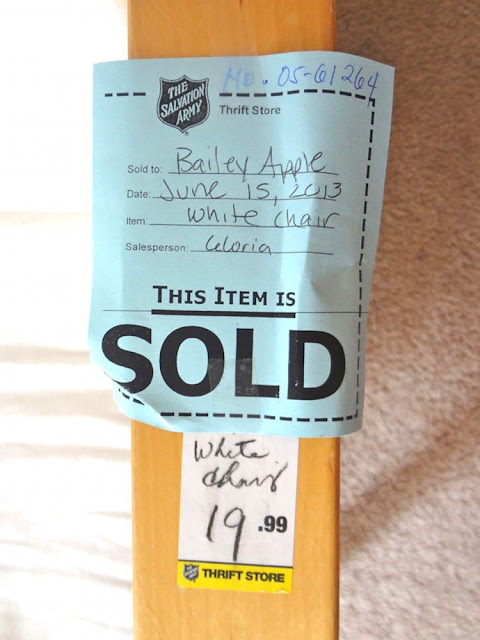 No. 05-61264
THE SALVATION ARMY
Thrift Store
Sold to: Bailey Apple
Date: June 15, 2013
Item: white chair
Salesperson: Gloria
THIS ITEM IS
SOLD
White
chair
19.99
THRIFT STORE